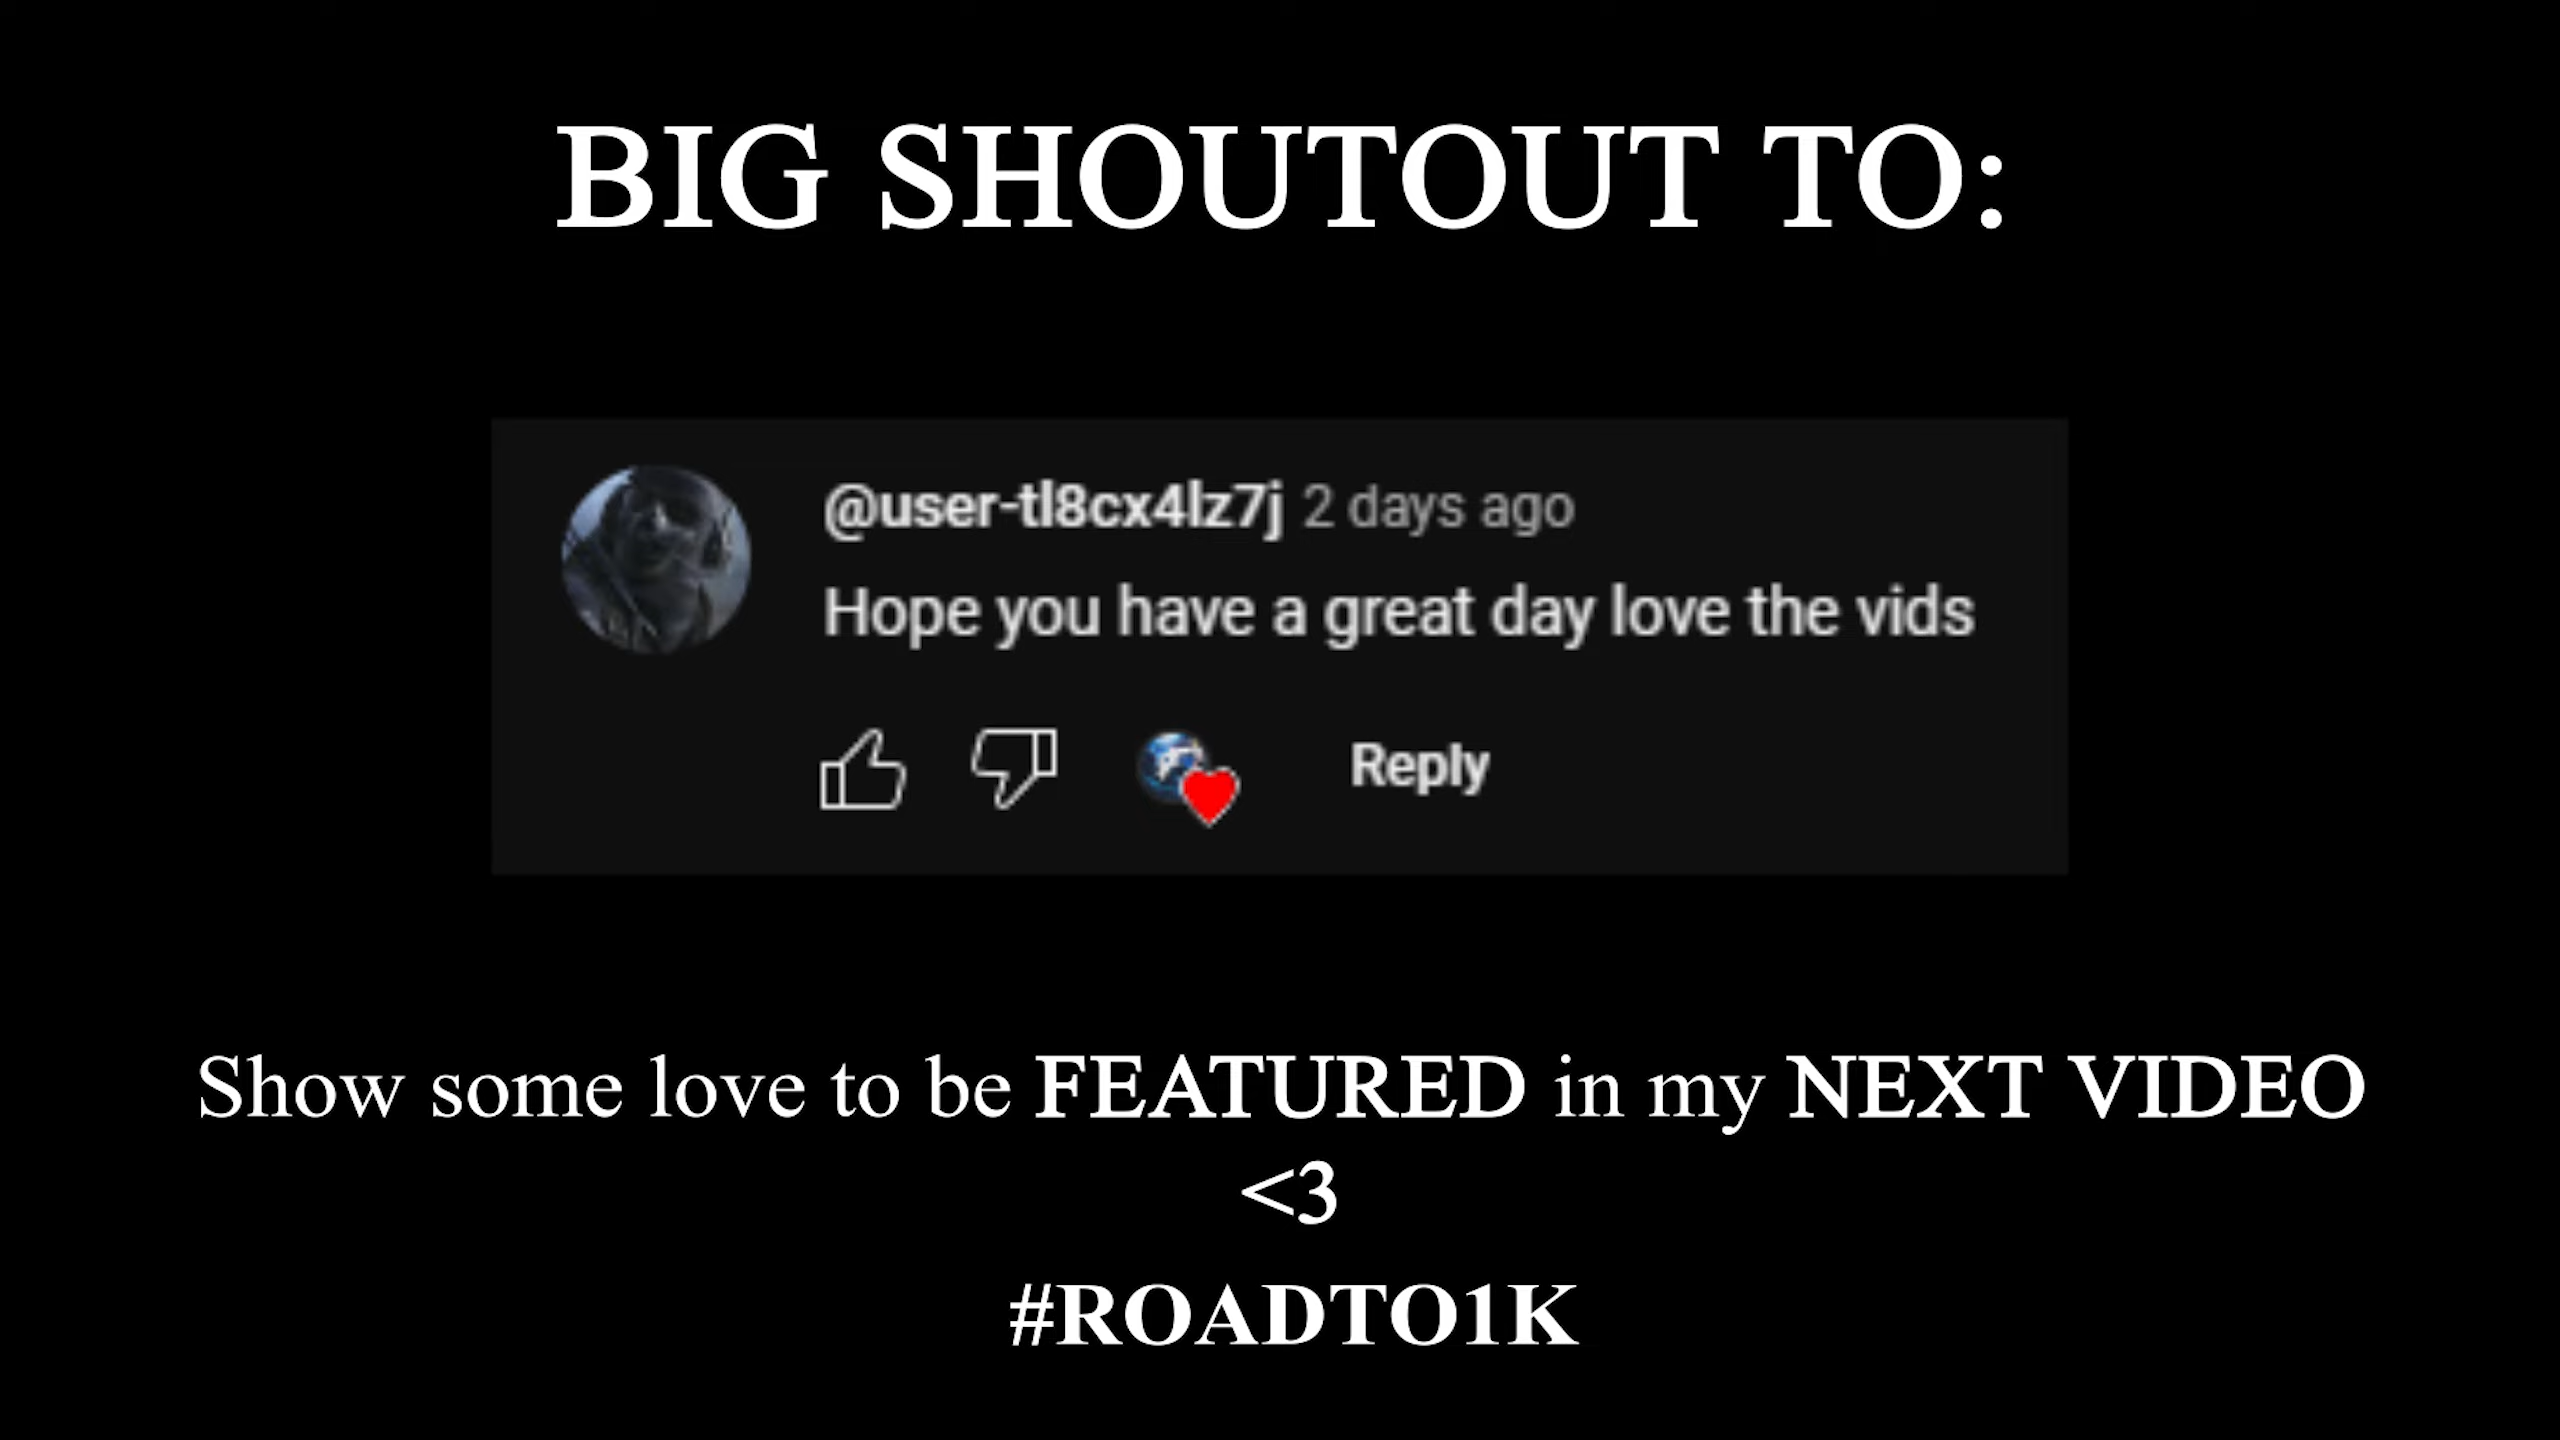 BIG SHOUTOUT TO:
@user-tl8cx4lz7j 2 days ago
Hope you have a great day love the vids
Reply
Show some love to be FEATURED in my NEXT VIDEO
<3
#ROADTO1K